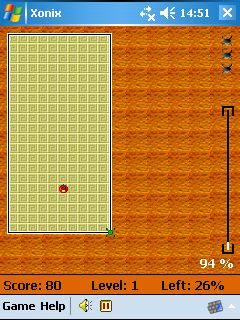 Xonix 14:51
94 %
Score: 80 Level: 1 Left: 26%
Game Help